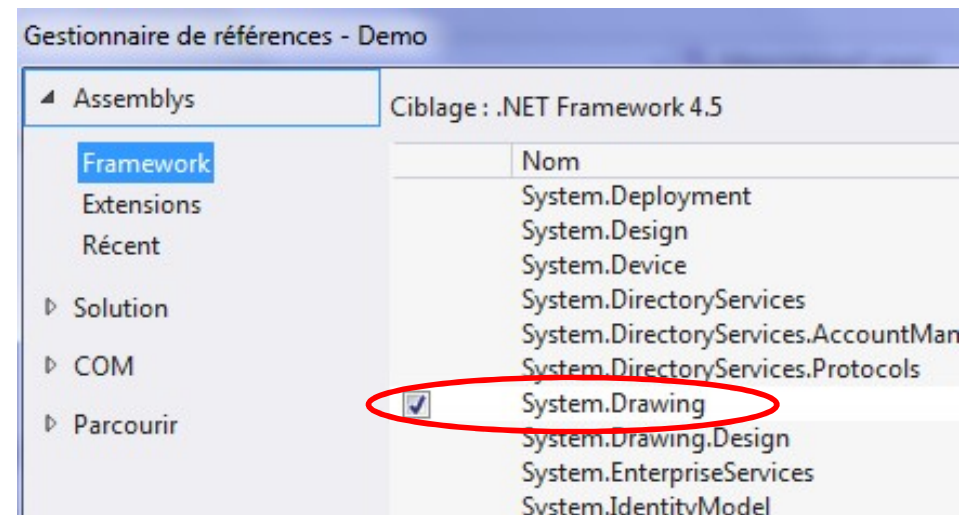 Gestionnaire de références - Demo
Assemblys
Framework
Extensions
Récent
Solution
COM
Parcourir
Ciblage : .NET Framework 4.5
Nom
System.Deployment
System.Design
System.Device
System.DirectoryServices
System.DirectoryServices.AccountMan
System.DirectoryServices.Protocols
System.Drawing
System.Drawing.Design
System.EnterpriseServices
System.IdentityModel